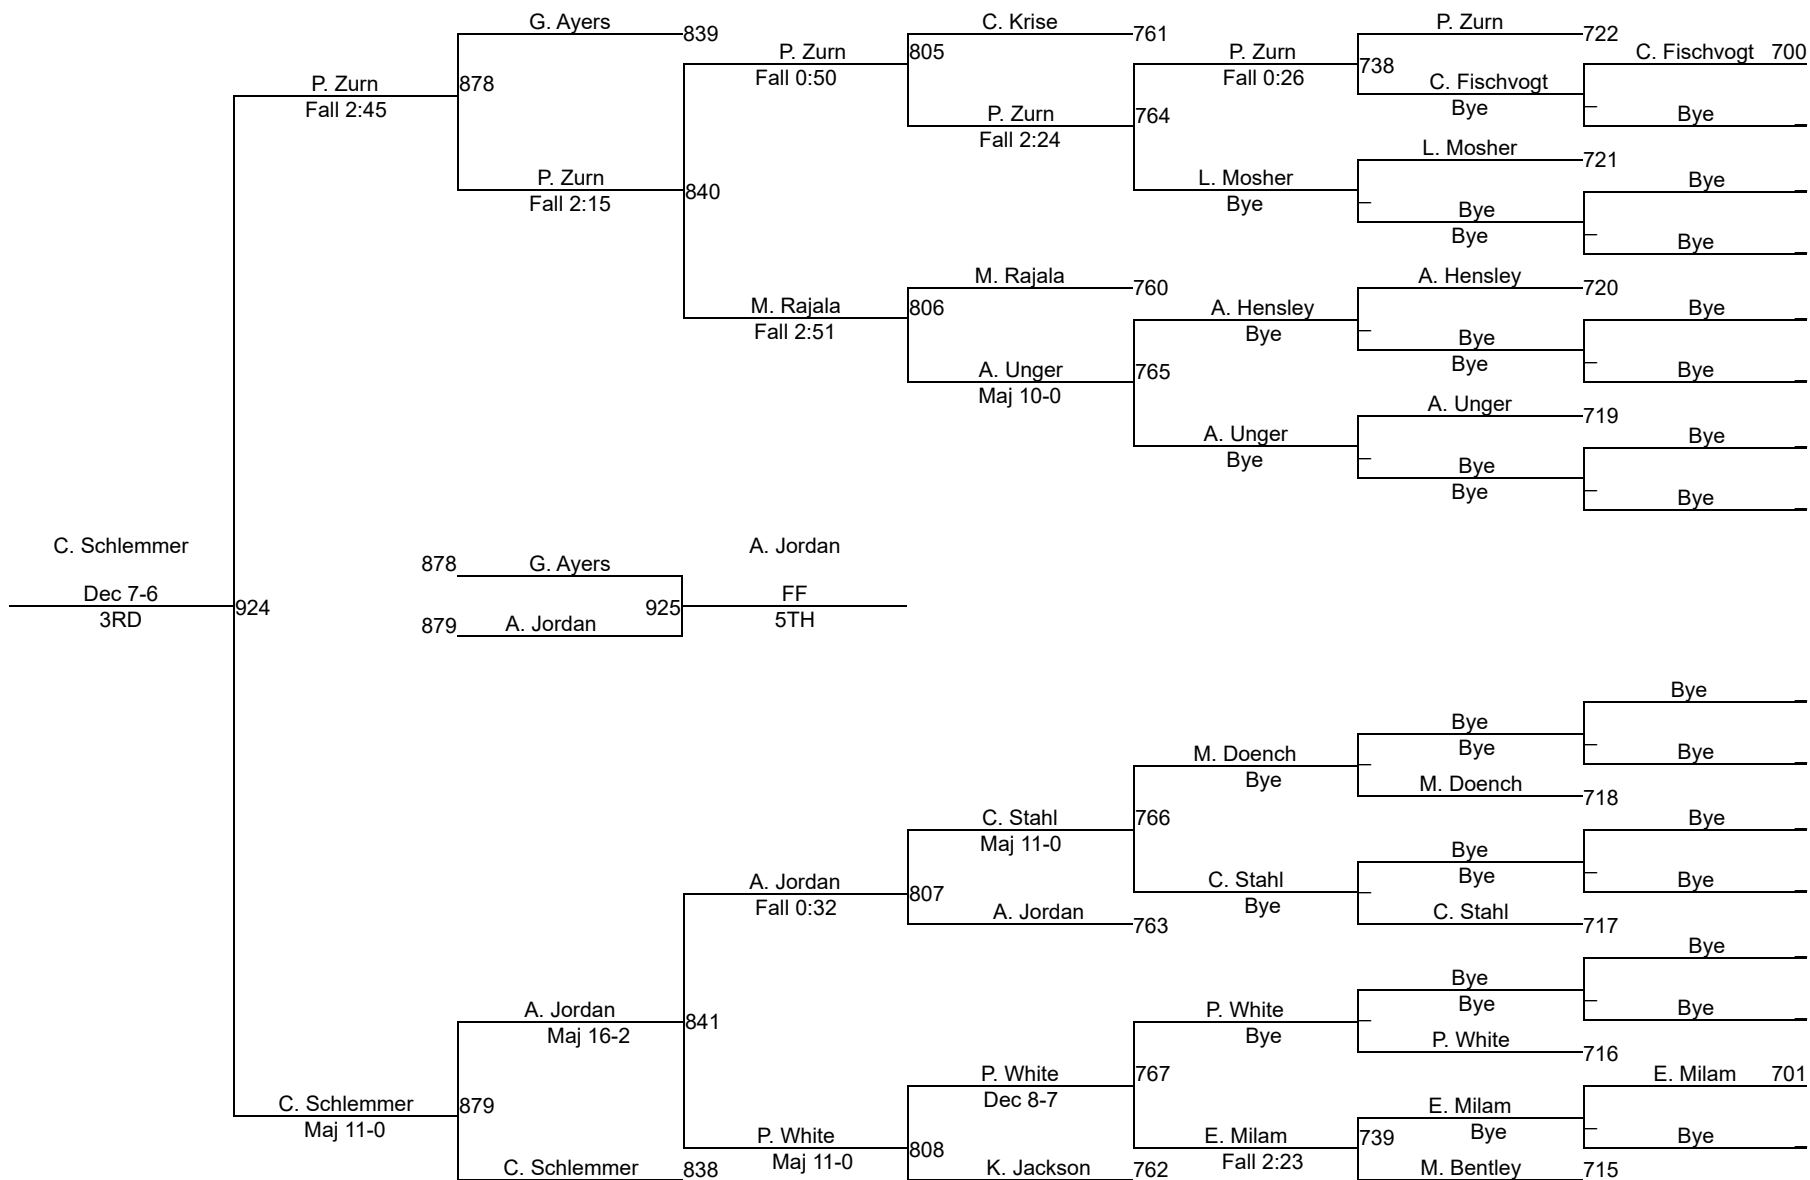 G. Ayers 839 C. Krise 761 P. Zurn 722
P. Zurn 805 P. Zurn C. Fischvogt 700
P. Zurn 878 Fall 0:50 Fall 0:26 738 C. Fischvogt
Fall 2:45 P. Zurn 764 Bye Bye
Fall 2:24 L. Mosher 721
P. Zurn 840 L. Mosher Bye
Fall 2:15 Bye Bye
Bye Bye
M. Rajala 760 A. Hensley 720
M. Rajala 806 A. Hensley Bye
Fall 2:51 Bye Bye
A. Unger 765 Bye Bye
Maj 10-0 A. Unger 719
A. Unger Bye
Bye Bye
Bye Bye
C. Schlemmer A. Jordan
878 G. Ayers
Dec 7-6 924 925 FF
3RD 879 A. Jordan 5TH
Bye
Bye
M. Doench Bye Bye
Bye M. Doench 718
C. Stahl 766 Bye
Maj 11-0 Bye
A. Jordan 807 C. Stahl Bye Bye
Fall 0:32 A. Jordan 763 Bye C. Stahl 717
Bye
Bye
A. Jordan 841 P. White Bye Bye
Maj 16-2 Bye P. White 716
P. White 767 E. Milam 701
C. Schlemmer 879 Dec 8-7 E. Milam
Maj 11-0 P. White 808 E. Milam 739 Bye Bye
Maj 11-0 Fall 2:23
C. Schlemmer 838 K. Jackson 762 M. Bentley 715